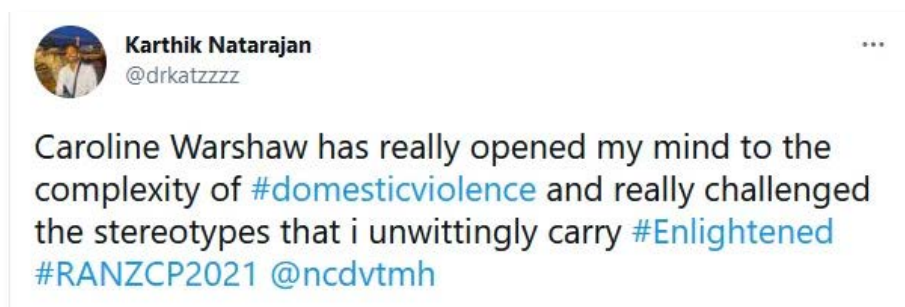 Karthik Natarajan
@drkatzzzz
Caroline Warshaw has really opened my mind to the
complexity of #domesticviolence and really challenged
the stereotypes that i unwittingly carry #Enlightened
#RANZCP2021 @ncdvtmh